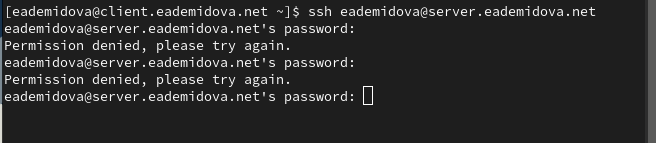 [eademidova@client.eademidova.net ~]$ ssh eademidova@server.eademidova.net
eademidova@server.eademidova.net's password:
Permission denied, please try again.
eademidova@server.eademidova.net's password:
Permission denied, please try again.
eademidova@server.eademidova.net's password: